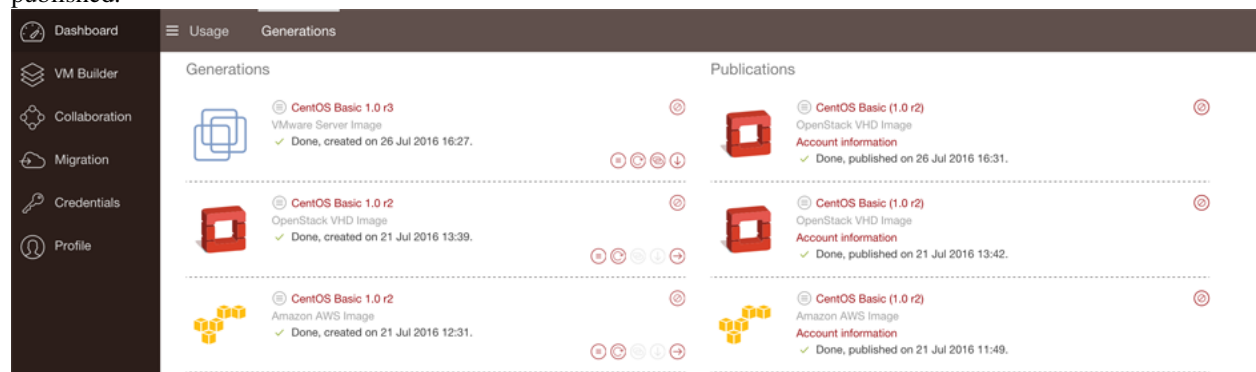 published.
Dashboard
Usage Generations
VM Builder
Collaboration
Migration
Credentials
Profile
Generations
CentOS Basic 1.0 r3
VMware Server Image
Done, created on 26 Jul 2016 16:27.
CentOS Basic 1.0 r2
OpenStack VHD Image
Done, created on 21 Jul 2016 13:39.
CentOS Basic 1.0 r2
Amazon AWS Image
Done, created on 21 Jul 2016 12:31.
Publications
CentOS Basic (1.0 r2)
OpenStack VHD Image
Account information
Done, published on 26 Jul 2016 16:31.
CentOS Basic (1.0 r2)
OpenStack VHD Image
Account information
Done, published on 21 Jul 2016 13:42.
CentOS Basic (1.0 r2)
Amazon AWS Image
Account information
Done, published on 21 Jul 2016 11:49.